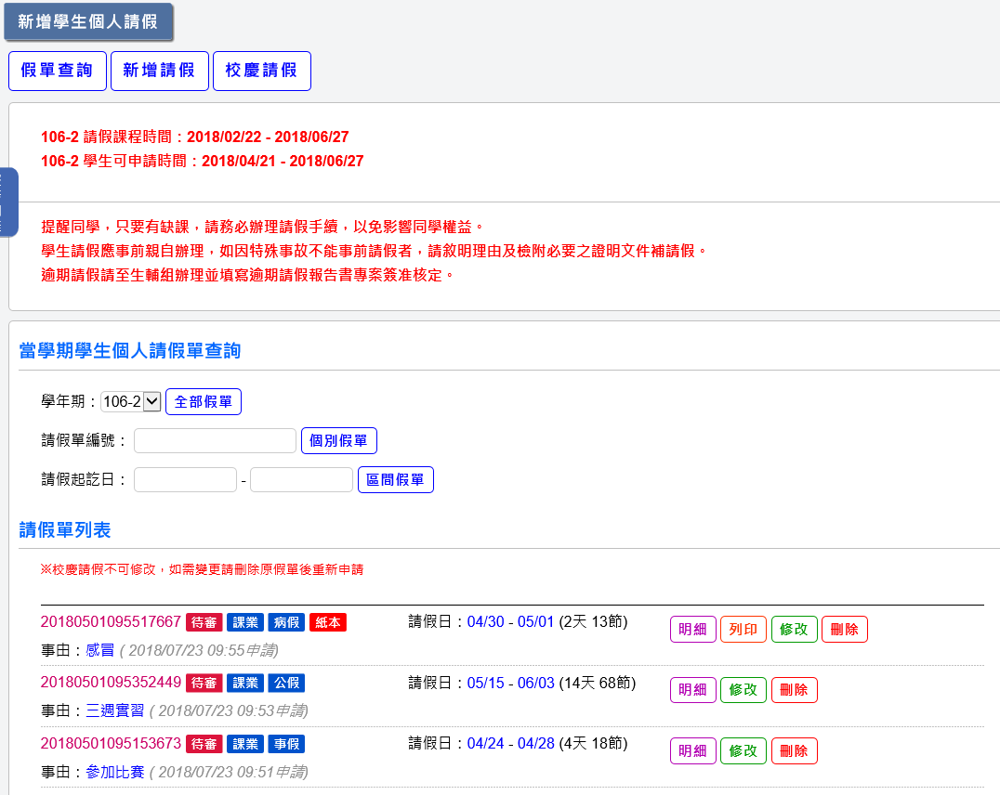 新增學生個人請假
假單查詢 新增請假 校慶請假
106-2 請假課程時間：2018/02/22 - 2018/06/27
106-2 學生可申請時間：2018/04/21 - 2018/06/27
提醒同學，只要有缺課，請務必辦理請假手續，以免影響同學權益。
學生請假應事前親自辦理，如因特殊事故不能事前請假者，請敘明理由及檢附必要之證明文件補請假。
逾期請假請至生輔組辦理並填寫逾期請假報告書專案簽准核定。
當學期學生個人請假單查詢
學年期：106-2 全部假單
請假單編號： 個別假單
請假起訖日： - 區間假單
請假單列表
※校慶請假不可修改，如需變更請刪除原假單後重新申請
20180501095517667 待審 課業 病假 紙本 請假日：04/30 - 05/01 (2天 13節) 明細 列印 修改 刪除
事由：感冒 ( 2018/07/23 09:55申請)
20180501095352449 待審 課業 公假 請假日：05/15 - 06/03 (14天 68節) 明細 修改 刪除
事由：三週實習 ( 2018/07/23 09:53申請)
20180501095153673 待審 課業 事假 請假日：04/24 - 04/28 (4天 18節) 明細 修改 刪除
事由：參加比賽 ( 2018/07/23 09:51申請)